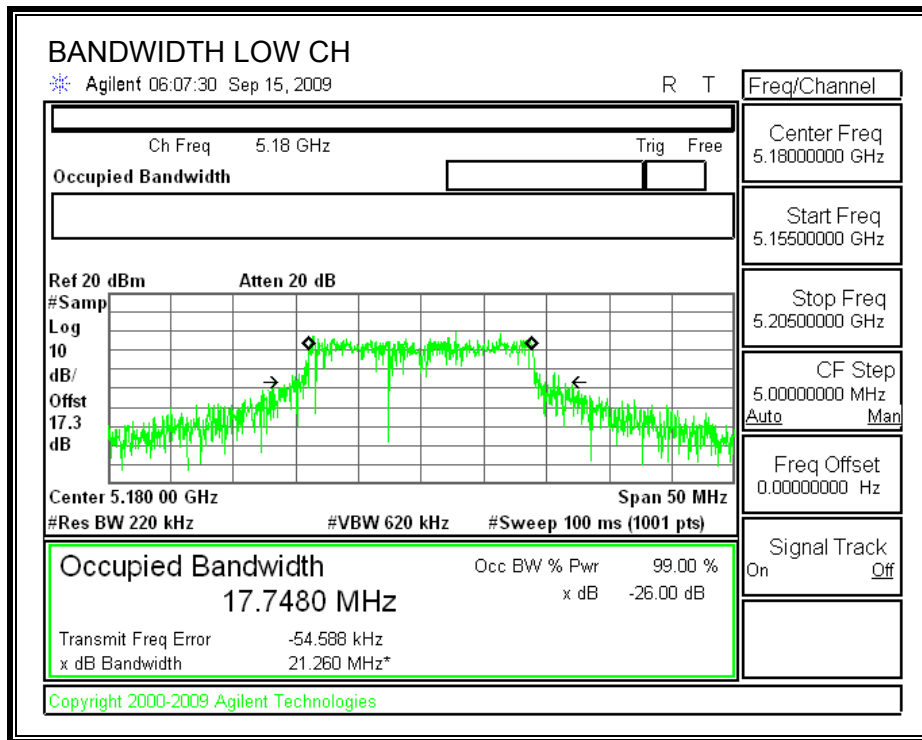 BANDWIDTH LOW CH
Agilent 06:07:30 Sep 15, 2009 R T
Freq/Channel
Ch Freq 5.18 GHz Trig Free
Occupied Bandwidth
Center Freq
5.18000000 GHz
Start Freq
5.15500000 GHz
Stop Freq
5.20500000 GHz
CF Step
5.00000000 MHz
Auto Man
Freq Offset
0.00000000 Hz
Signal Track
On Off
Ref 20 dBm Atten 20 dB
#Samp
Log
10
dB/
Offst
17.3
dB
Center 5.180 00 GHz Span 50 MHz
#Res BW 220 kHz #VBW 620 kHz #Sweep 100 ms (1001 pts)
Occupied Bandwidth Occ BW % Pwr 99.00 %
17.7480 MHz x dB -26.00 dB
Transmit Freq Error -54.588 kHz
x dB Bandwidth 21.260 MHz*
Copyright 2000-2009 Agilent Technologies